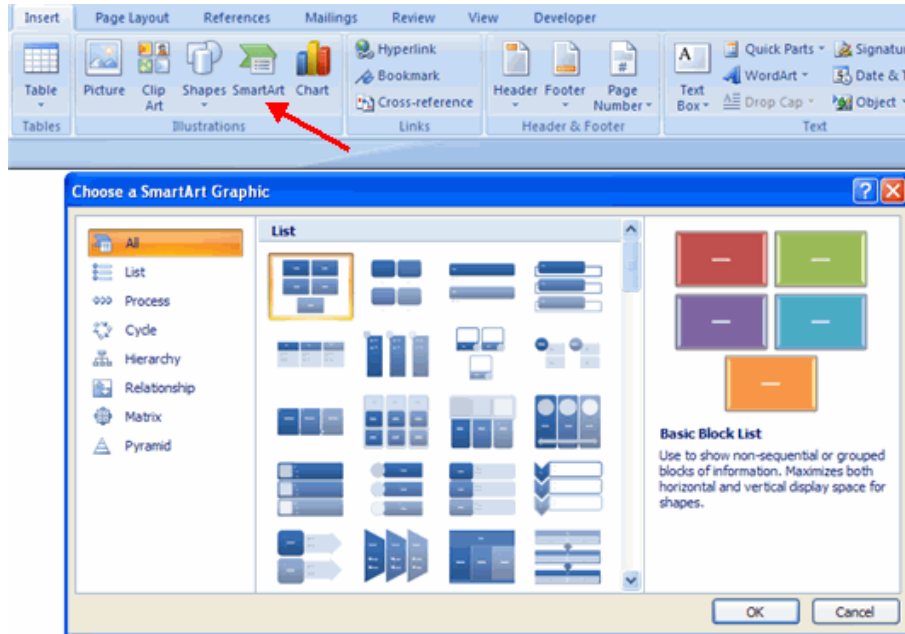 Insert Page Layout References Mailings Review View Developer
Table
Picture Clip Art Shapes SmartArt Chart
Hyperlink
Bookmark
Cross-reference
Header Footer Page Number
A Text Box
Quick Parts
WordArt
Drop Cap
Signatu
Date & T
Object
Tables Illustrations Links Header & Footer Text
Choose a SmartArt Graphic
All
List
Process
Cycle
Hierarchy
Relationship
Matrix
Pyramid
List
Basic Block List
Use to show non-sequential or grouped
blocks of information. Maximizes both
horizontal and vertical display space for
shapes.
OK Cancel